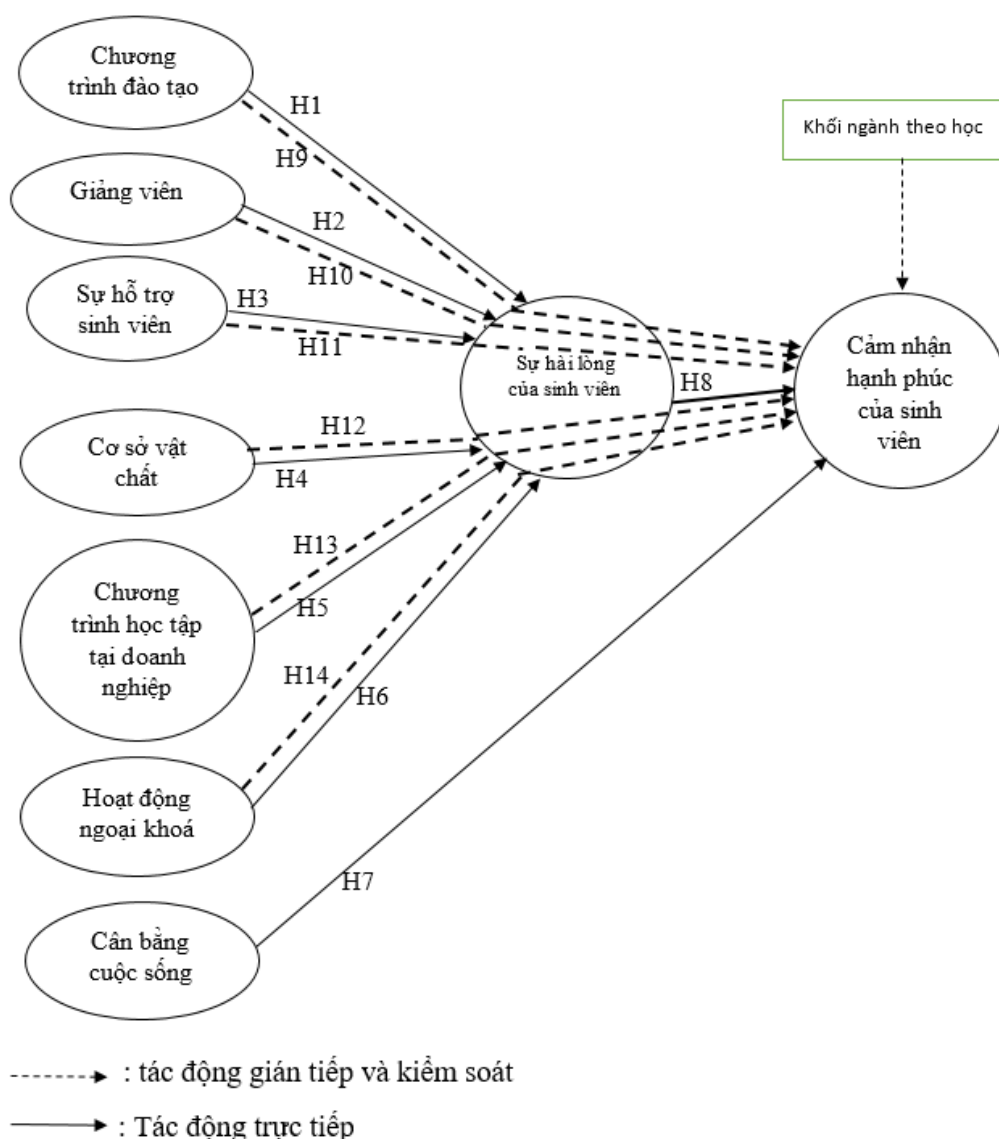 Chương
trình đào tạo
H1
Khối ngành theo học
H9
Giảng viên
H2
H10
Sự hỗ trợ
sinh viên
H3
H11
Sự hài lòng
của sinh viên
H8
Cảm nhận
hạnh phúc
của sinh
viên
H12
Cơ sở vật
chất
H4
H13
Chương
trình học tập
tại doanh
nghiệp
H5
H14
H6
Hoạt động
ngoại khoá
H7
Cân bằng
cuộc sống
: tác động gián tiếp và kiểm soát
: Tác động trực tiếp